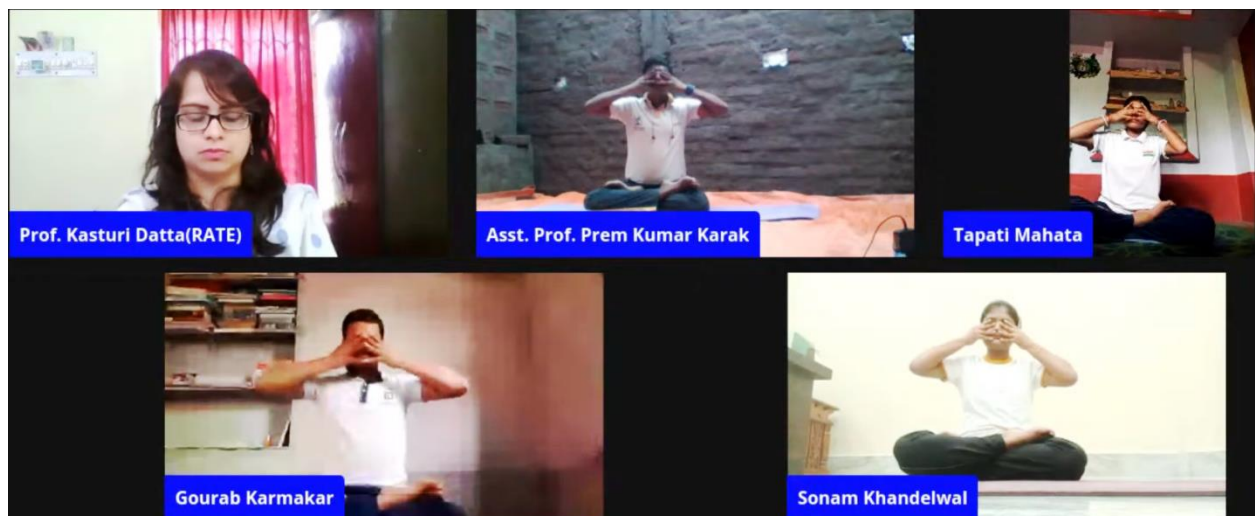 Prof. Kasturi Datta(RATE)
Asst. Prof. Prem Kumar Karak
Tapati Mahata
Gourab Karmakar
Sonam Khandelwal